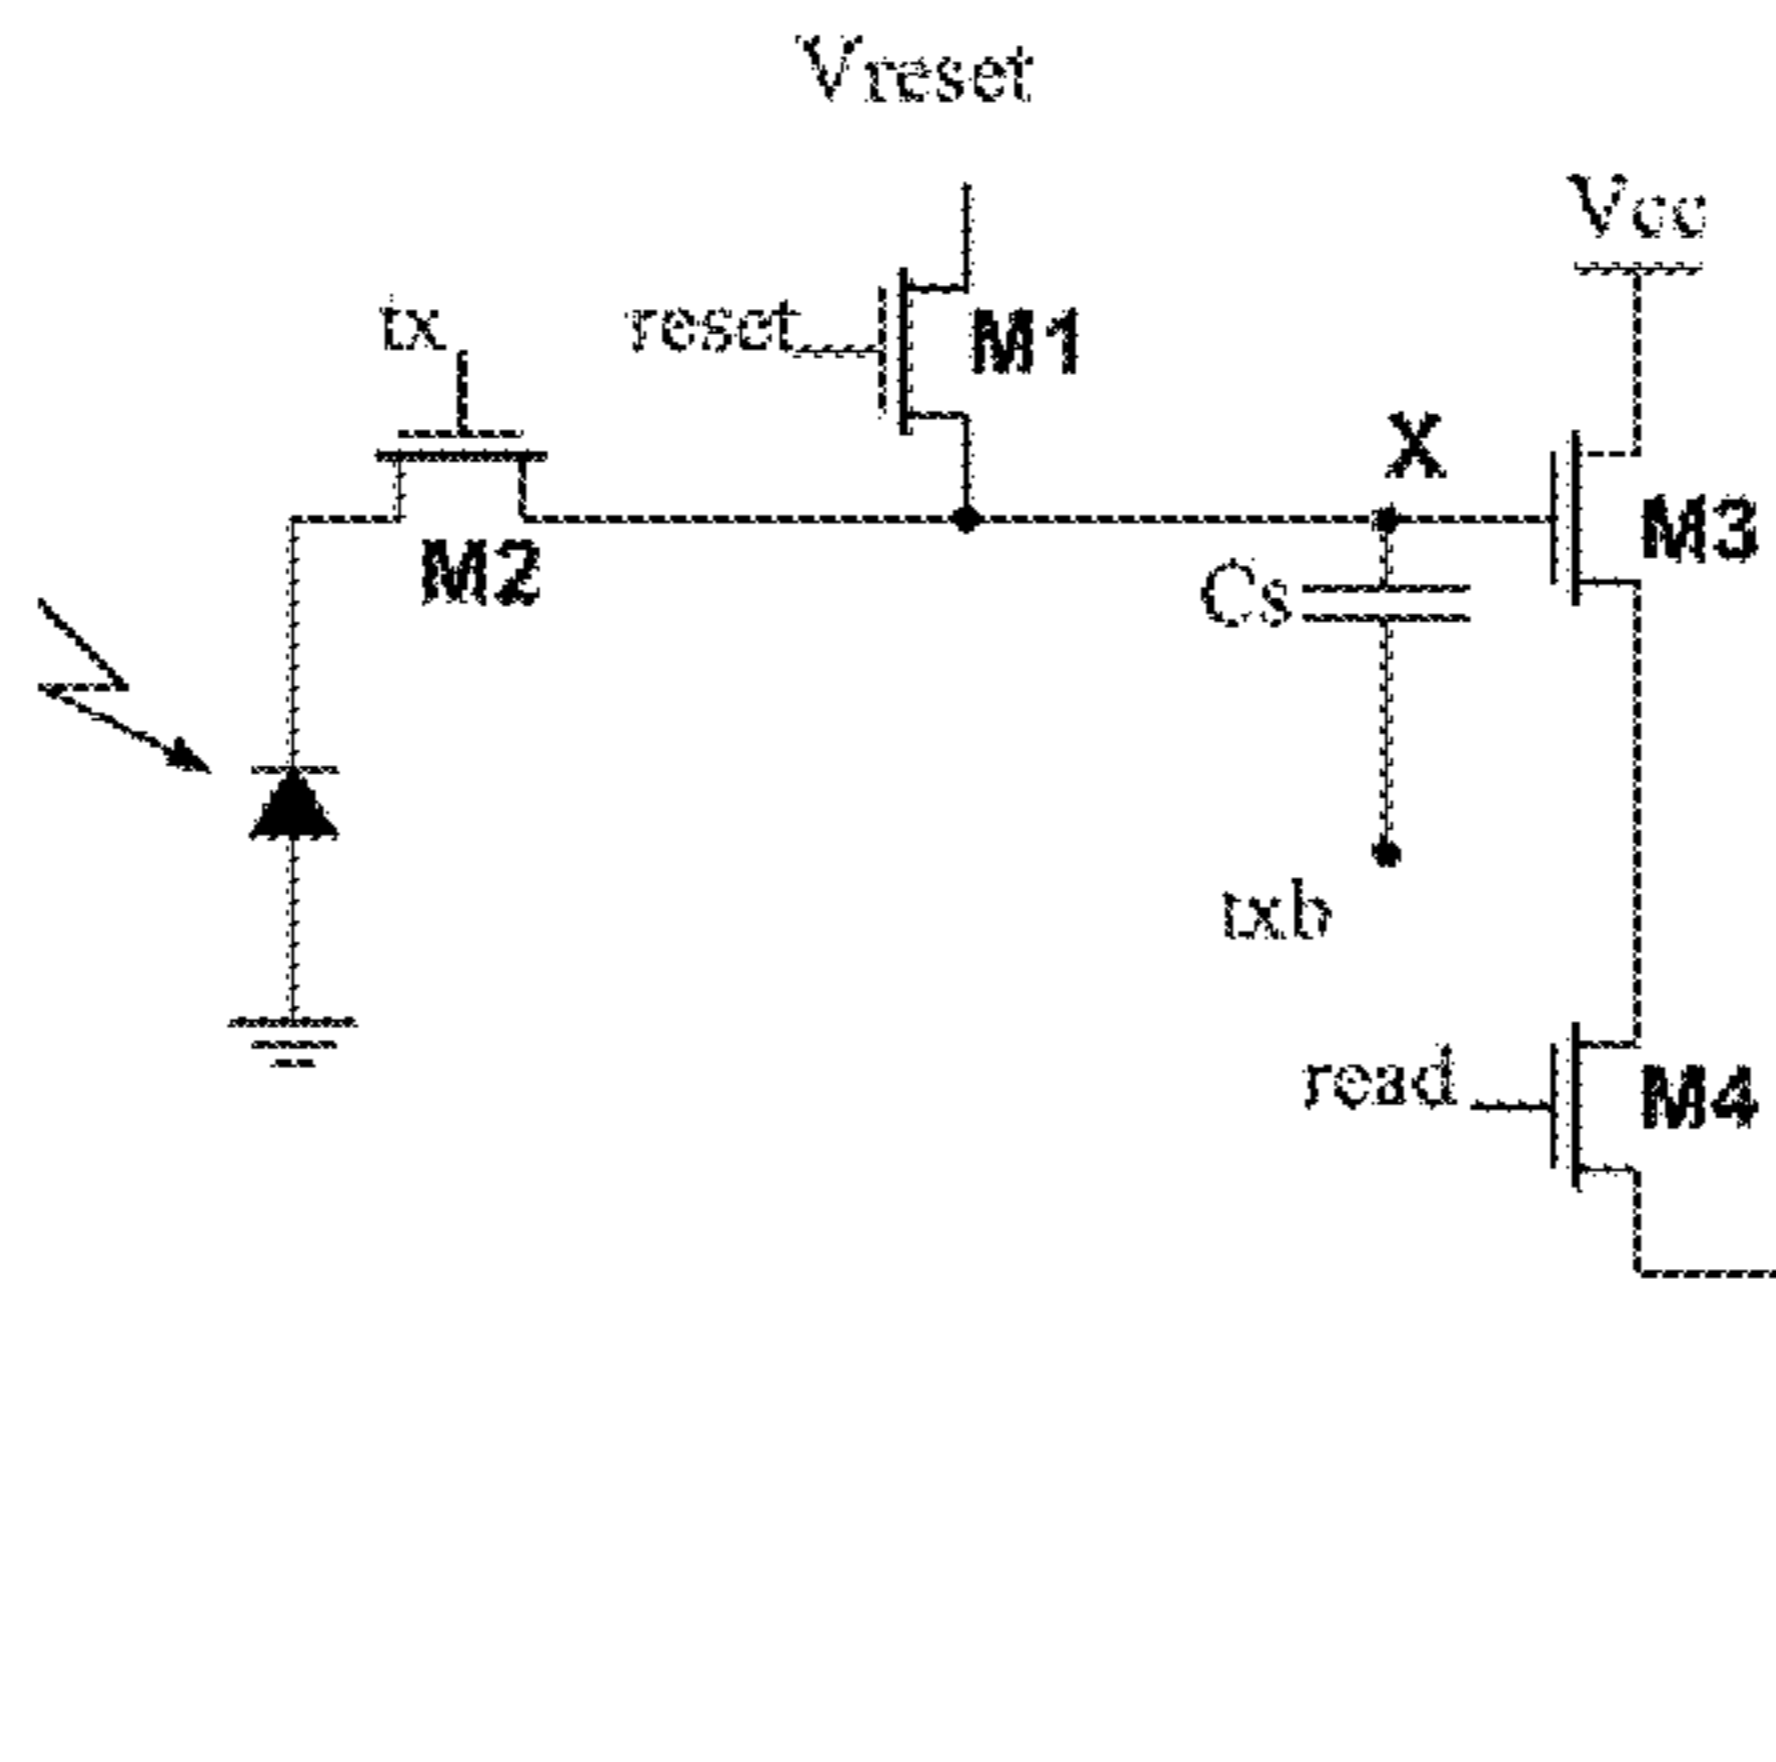 Vreset
Vcc
tx
reset
M1
X
M3
M2
Cs
txb
read
M4